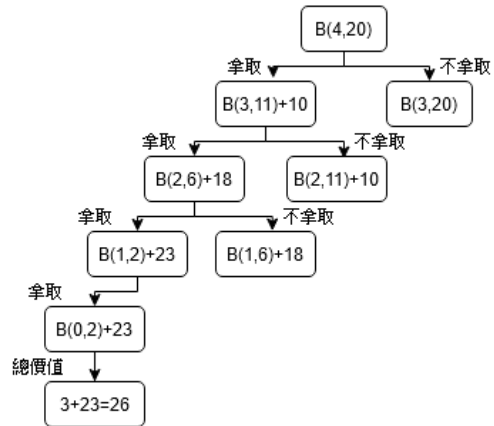 B(4,20)
拿取
不拿取
B(3,11)+10
B(3,20)
拿取
不拿取
B(2,6)+18
B(2,11)+10
拿取
不拿取
B(1,2)+23
B(1,6)+18
拿取
B(0,2)+23
總價值
3+23=26